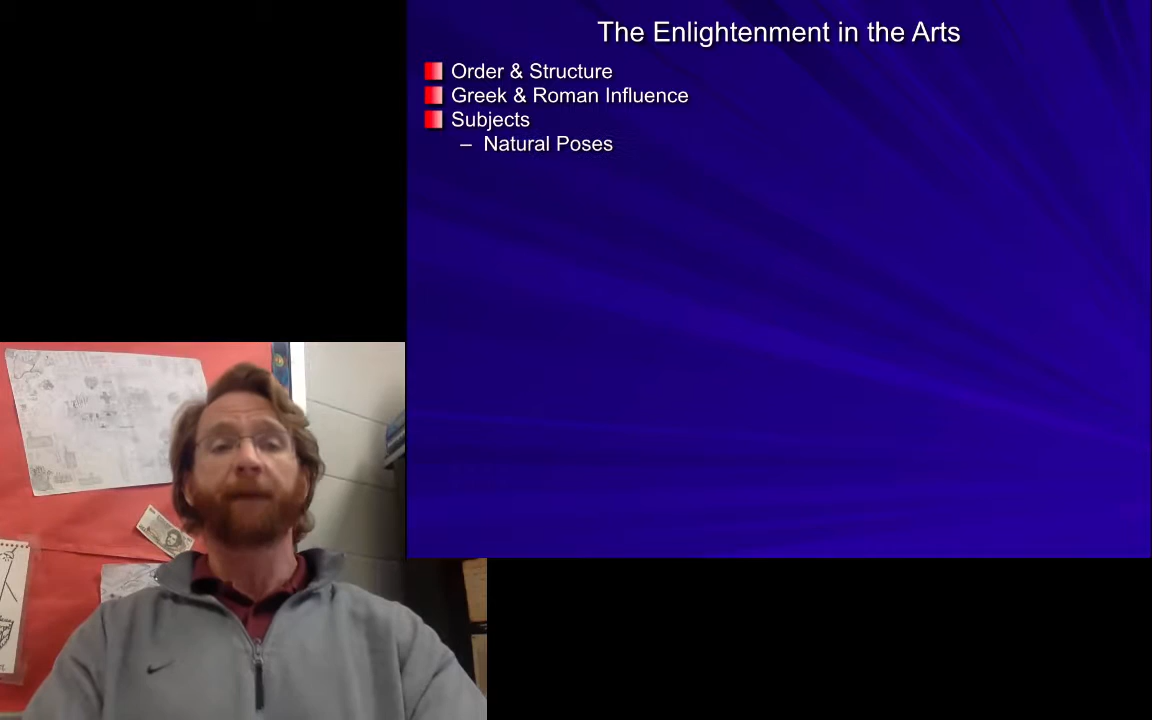 The Enlightenment in the Arts
Order & Structure
Greek & Roman Influence
Subjects
– Natural Poses